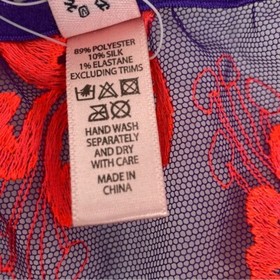 89% POLYESTER
10% SILK
1% ELASTANE
EXCLUDING TRIMS
HAND WASH
SEPARATELY
AND DRY
WITH CARE
MADE IN
CHINA